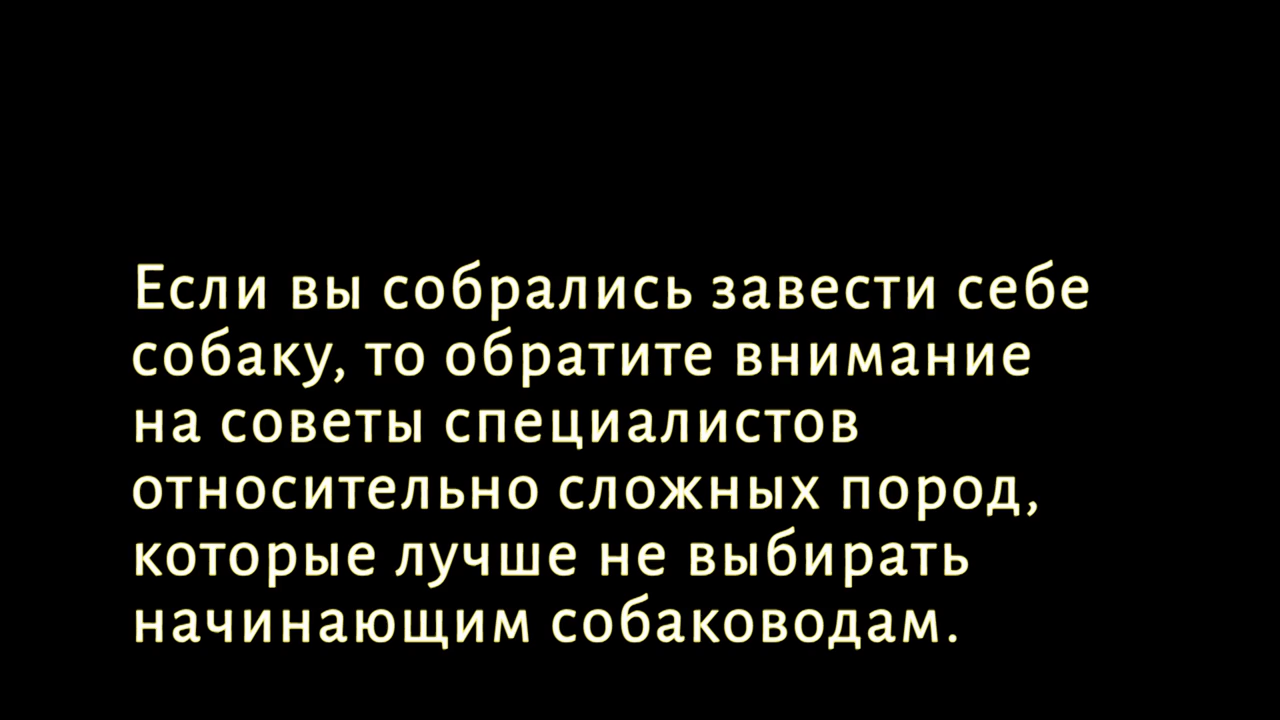 Если вы собрались завести себе
собаку, то обратите внимание
на советы специалистов
относительно сложных пород,
которые лучше не выбирать
начинающим собаководам.